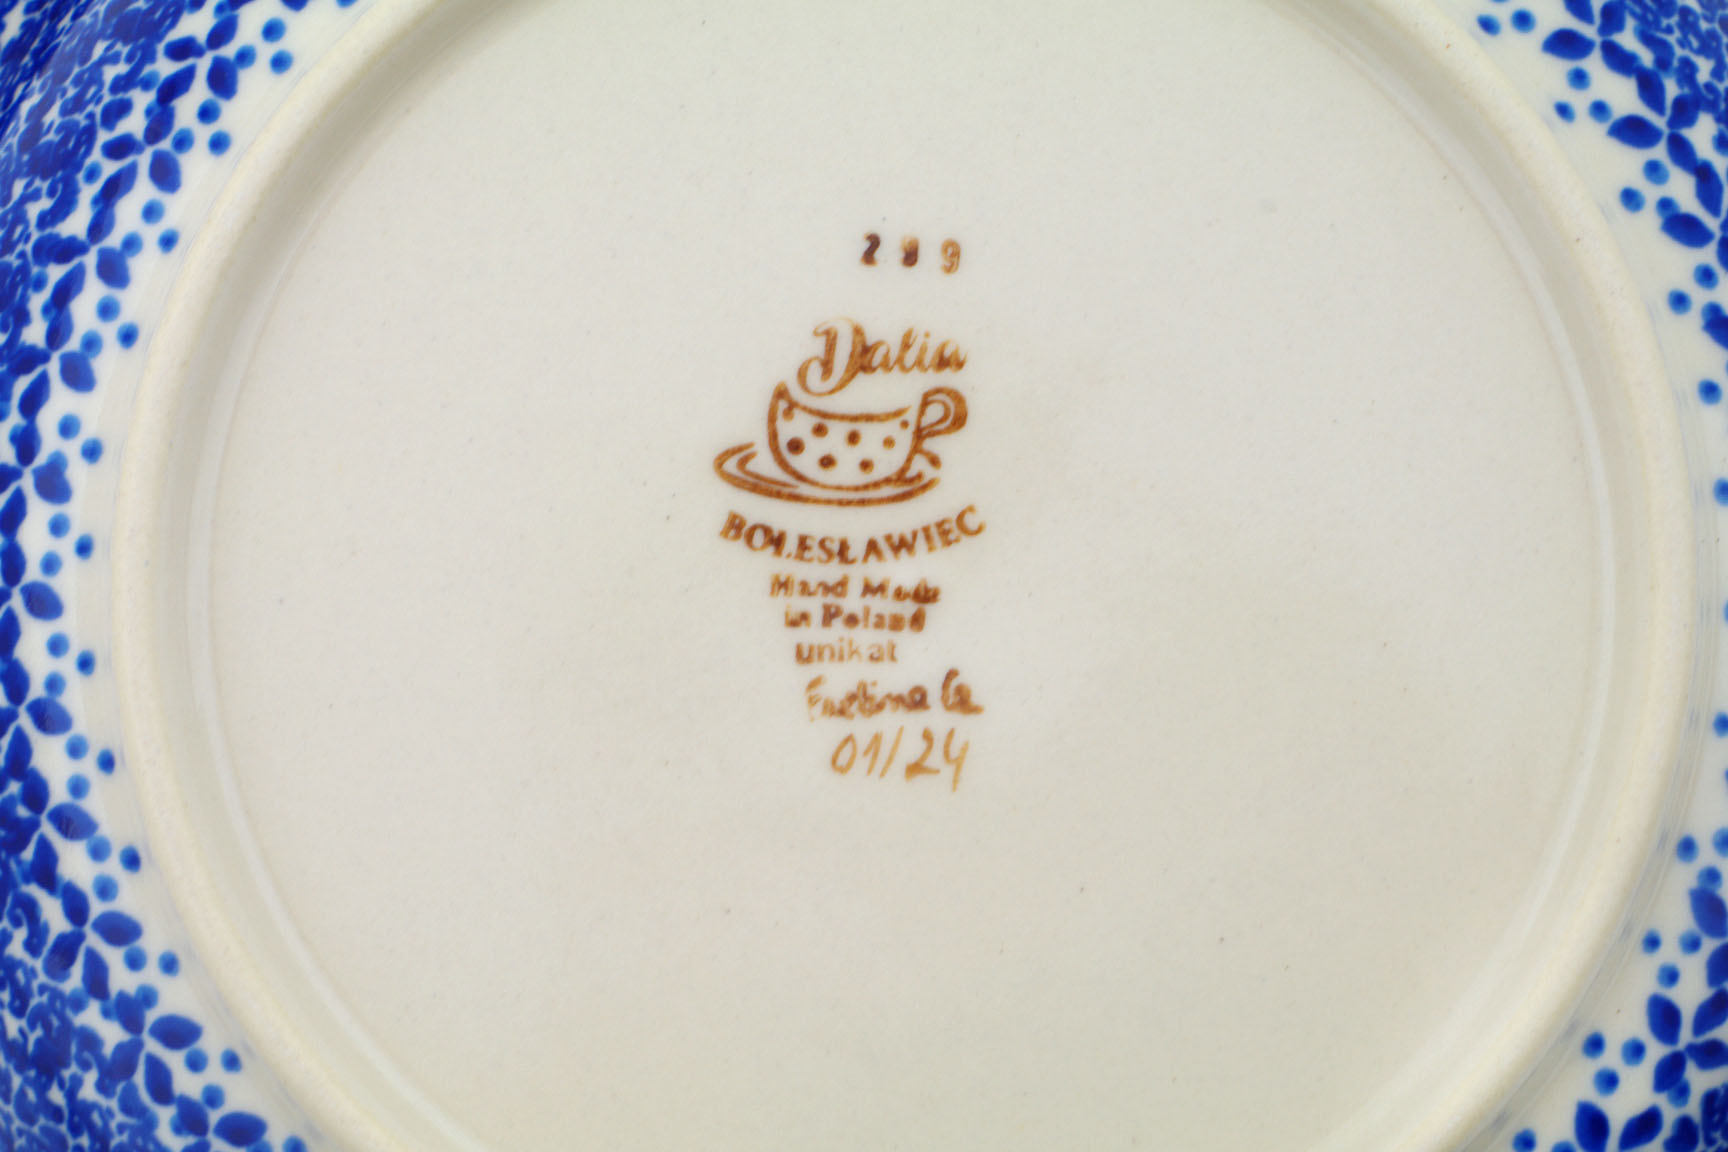 289
Dalia
BOLESŁAWIEC
Hand Made
in Poland
unikat
01/24